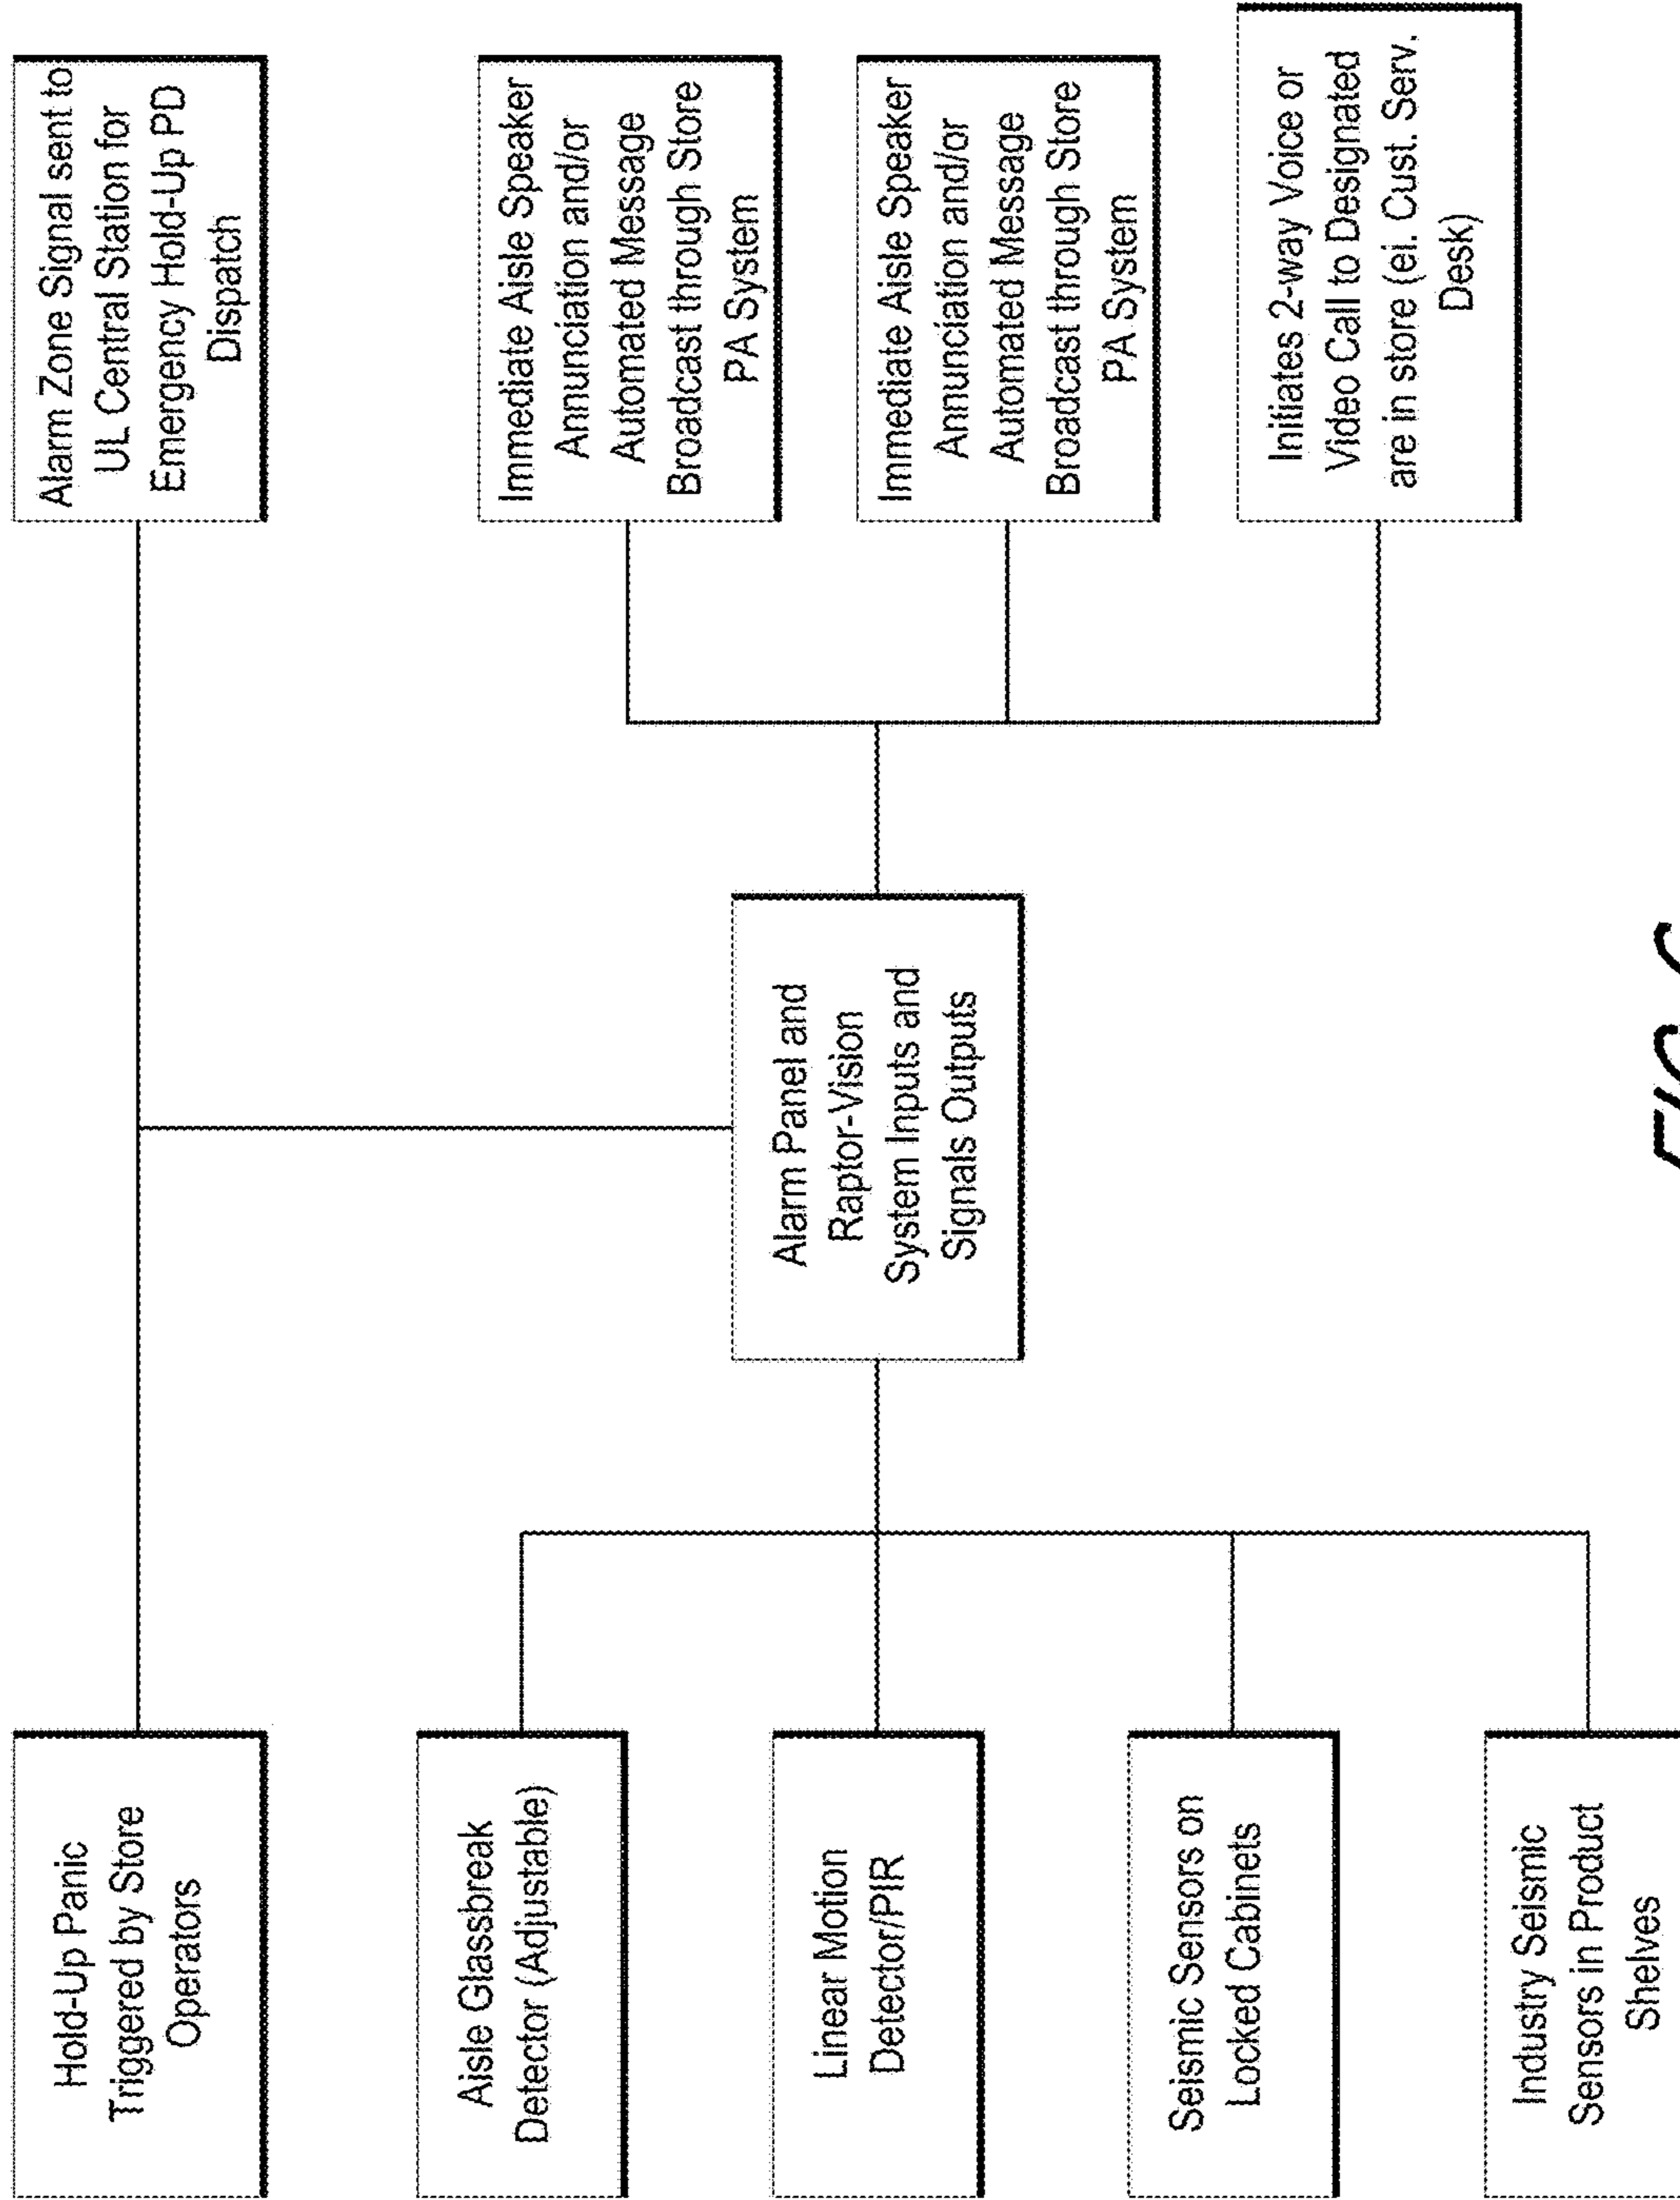 Hold-Up Panic
Triggered by Store
Operators
Aisle Glassbreak
Detector (Adjustable)
Linear Motion
Detector/PIR
Seismic Sensors on
Locked Cabinets
Industry Seismic
Sensors in Product
Shelves
Alarm Panel and
Raptor-Vision
System Inputs and
Signals Outputs
Alarm Zone Signal sent to
UL Central Station for
Emergency Hold-Up PD
Dispatch
Immediate Aisle Speaker
Annunciation and/or
Automated Message
Broadcast through Store
PA System
Immediate Aisle Speaker
Annunciation and/or
Automated Message
Broadcast through Store
PA System
Initiates 2-way Voice or
Video Call to Designated
are in store (ei. Cust. Serv.
Desk)